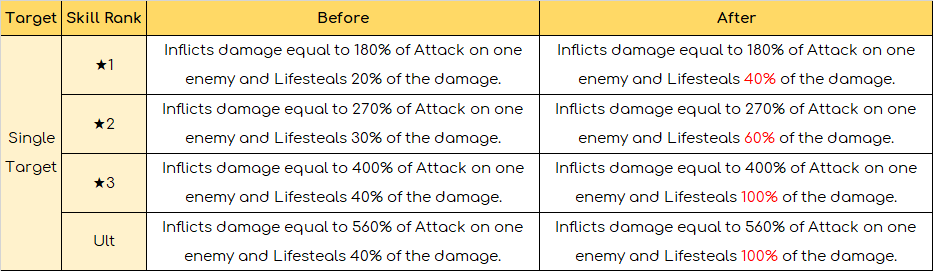 Target Skill Rank Before After
Single
Target
★1
Inflicts damage equal to 180% of Attack on one
enemy and Lifesteals 20% of the damage.
Inflicts damage equal to 180% of Attack on one
enemy and Lifesteals 40% of the damage.
★2
Inflicts damage equal to 270% of Attack on one
enemy and Lifesteals 30% of the damage.
Inflicts damage equal to 270% of Attack on one
enemy and Lifesteals 60% of the damage.
★3
Inflicts damage equal to 400% of Attack on one
enemy and Lifesteals 40% of the damage.
Inflicts damage equal to 400% of Attack on one
enemy and Lifesteals 100% of the damage.
Ult
Inflicts damage equal to 560% of Attack on one
enemy and Lifesteals 40% of the damage.
Inflicts damage equal to 560% of Attack on one
enemy and Lifesteals 100% of the damage.